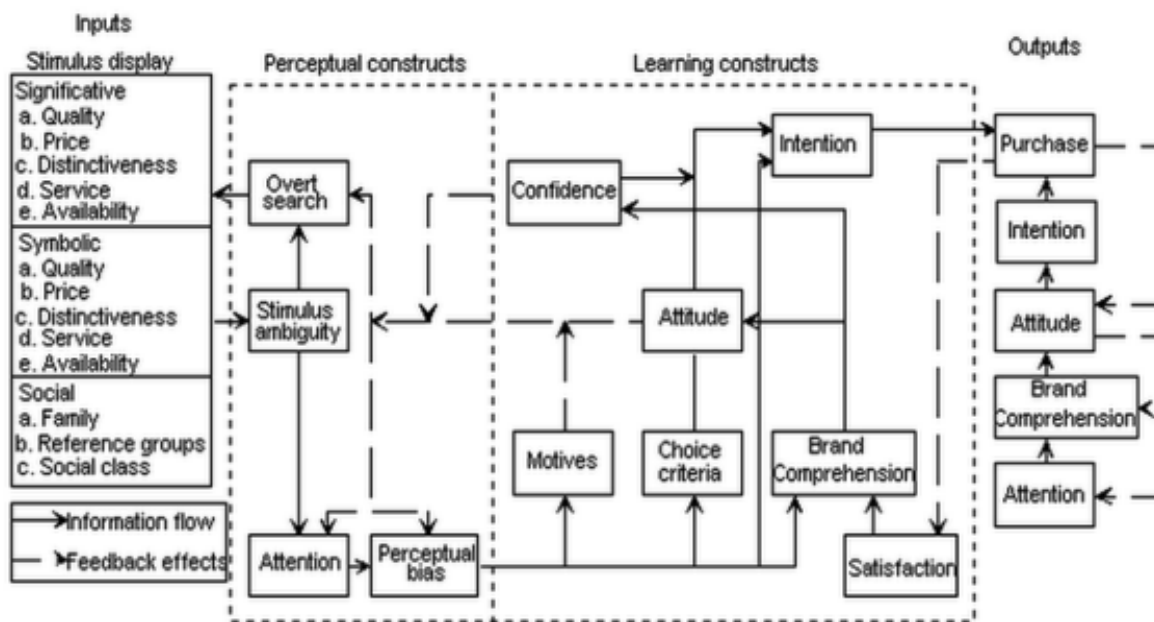 Inputs
Stimulus display
Significative
a. Quality
b. Price
c. Distinctiveness
d. Service
e. Availability
Symbolic
a. Quality
b. Price
c. Distinctiveness
d. Service
e. Availability
Social
a. Family
b. Reference groups
c. Social class
Information flow
Feedback effects
Perceptual constructs
Overt
search
Stimulus
ambiguity
Attention
Perceptual
bias
Learning constructs
Confidence
Intention
Attitude
Motives
Choice
criteria
Brand
Comprehension
Satisfaction
Outputs
Purchase
Intention
Attitude
Brand
Comprehension
Attention